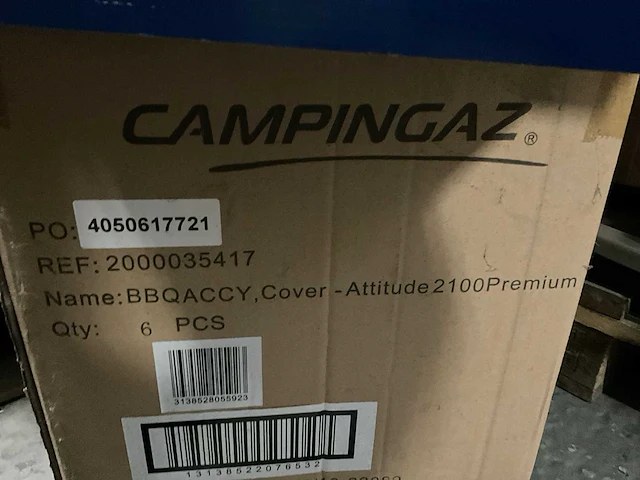 CAMPINGAZ®
PO: 4050617721
REF: 2000035417
Name: BBQACCY, Cover - Attitude 2100 Premium
Qty: 6 PCS
3138528055923
13138522076532